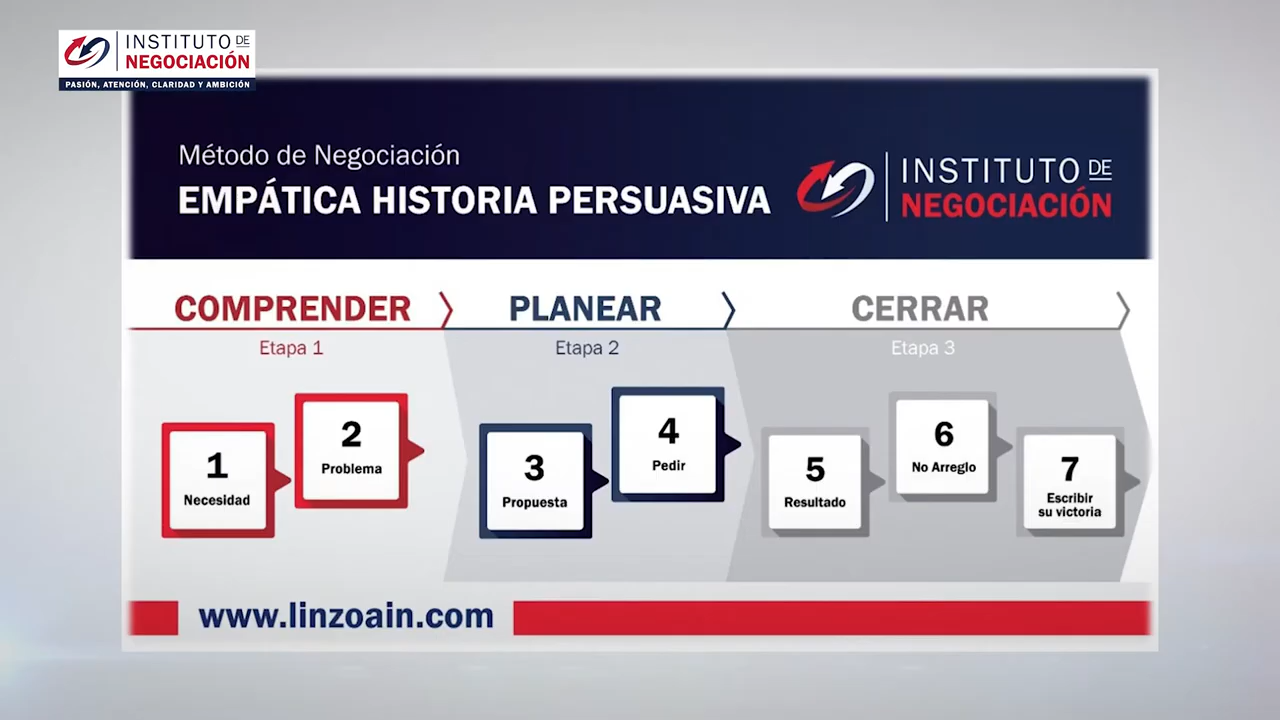 INSTITUTO DE
NEGOCIACIÓN
PASIÓN, ATENCIÓN, CLARIDAD Y AMBICIÓN
Método de Negociación
EMPÁTICA HISTORIA PERSUASIVA
INSTITUTO DE
NEGOCIACIÓN
COMPRENDER
PLANEAR
CERRAR
Etapa 1
Etapa 2
Etapa 3
1
Necesidad
2
Problema
3
Propuesta
4
Pedir
5
Resultado
6
No Arreglo
7
Escribir
su victoria
www.linzoain.com